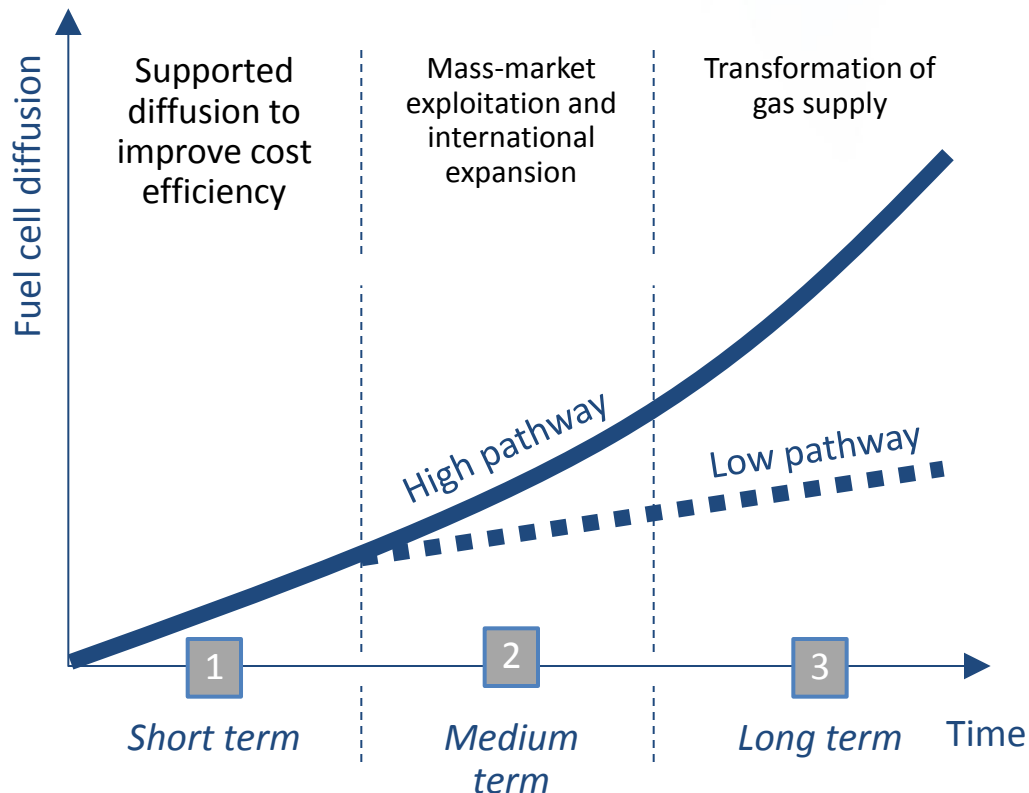 Fuel cell diffusion
Supported
diffusion to
improve cost
efficiency
Mass-market
exploitation and
international
expansion
Transformation of
gas supply
High pathway
Low pathway
1
2
3
Short term
Medium
term
Long term
Time